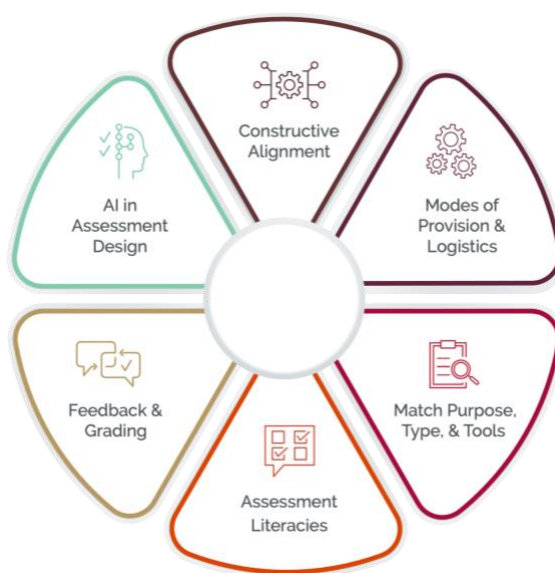 Constructive
Alignment
Modes of
Provision &
Logistics
Match Purpose,
Type, & Tools
Assessment
Literacies
Feedback &
Grading
AI in
Assessment
Design